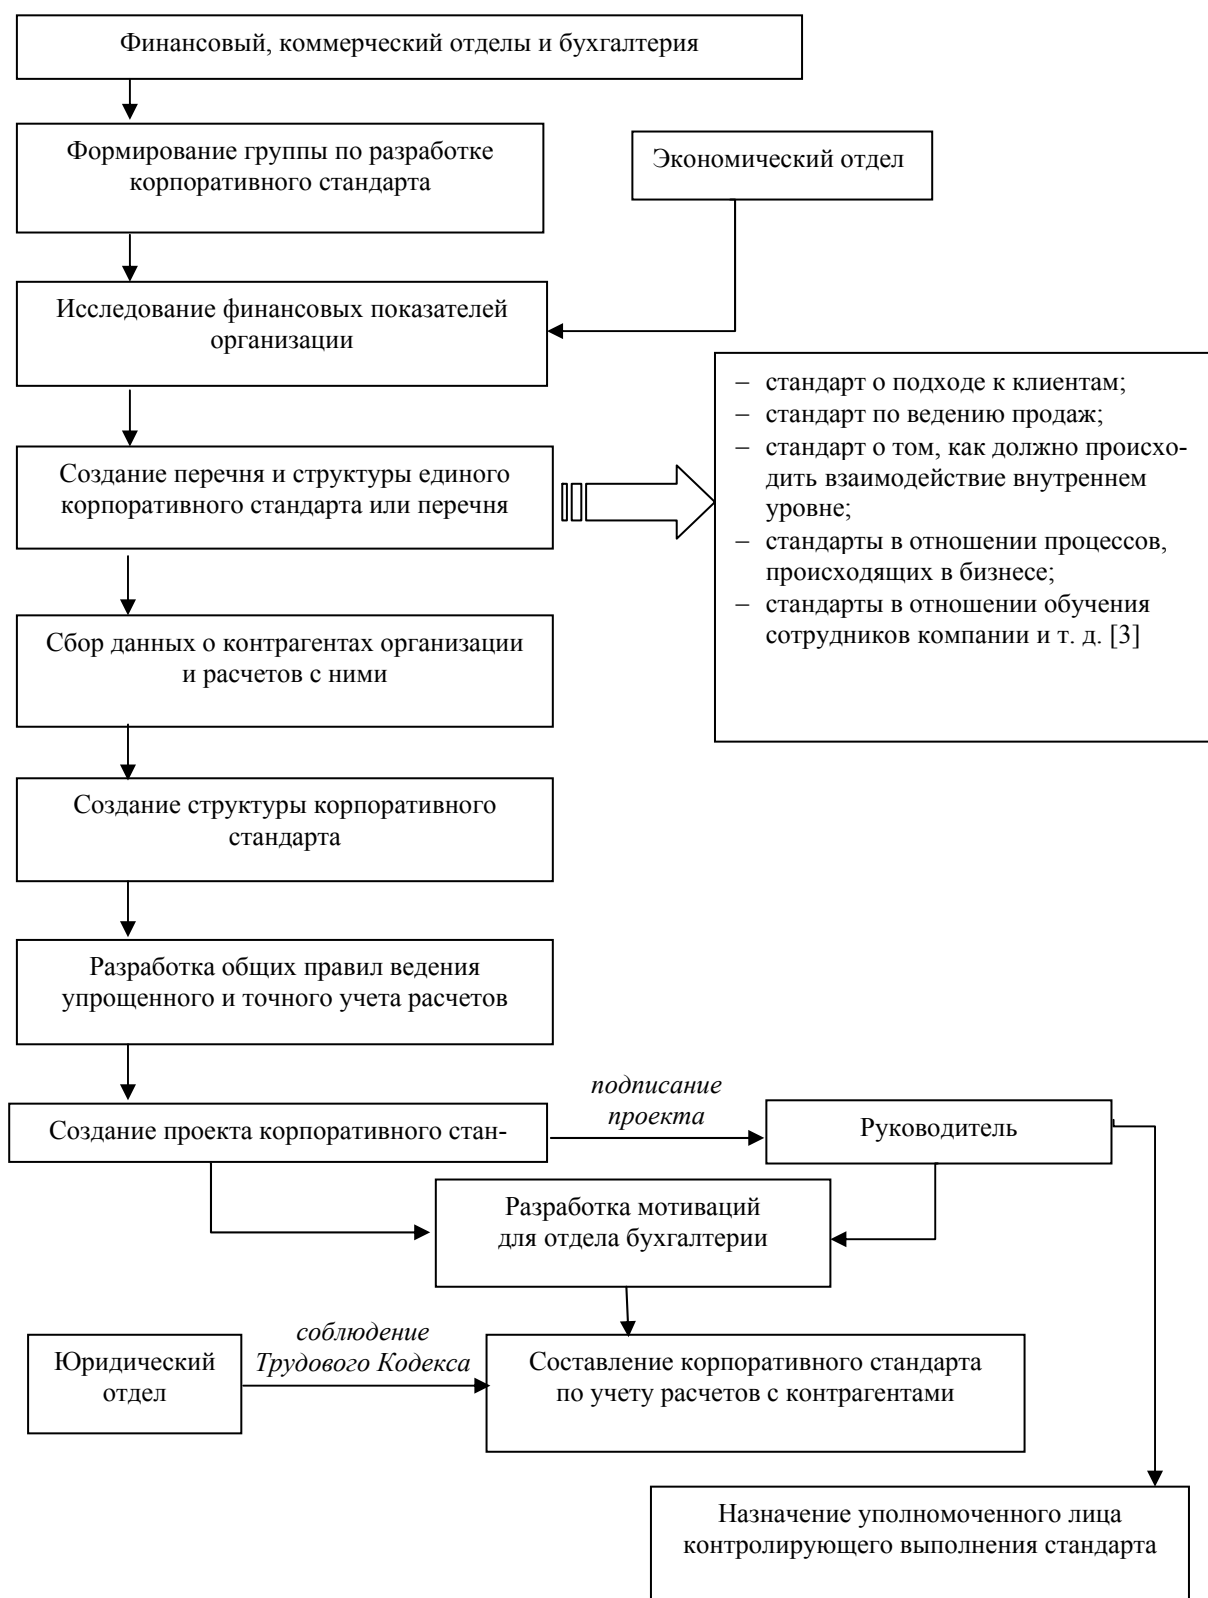 Финансовый, коммерческий отделы и бухгалтерия
Формирование группы по разработке
корпоративного стандарта
Экономический отдел
Исследование финансовых показателей
организации
– стандарт о подходе к клиентам;
– стандарт по ведению продаж;
– стандарт о том, как должно происхо-
дить взаимодействие внутреннем
уровне;
– стандарты в отношении процессов,
происходящих в бизнесе;
– стандарты в отношении обучения
сотрудников компании и т. д. [3]
Создание перечня и структуры единого
корпоративного стандарта или перечня
Сбор данных о контрагентах организации
и расчетов с ними
Создание структуры корпоративного
стандарта
Разработка общих правил ведения
упрощенного и точного учета расчетов
Создание проекта корпоративного стан-
подписание
проекта
Руководитель
Разработка мотиваций
для отдела бухгалтерии
Юридический
отдел
соблюдение
Трудового Кодекса
Составление корпоративного стандарта
по учету расчетов с контрагентами
Назначение уполномоченного лица
контролирующего выполнения стандарта